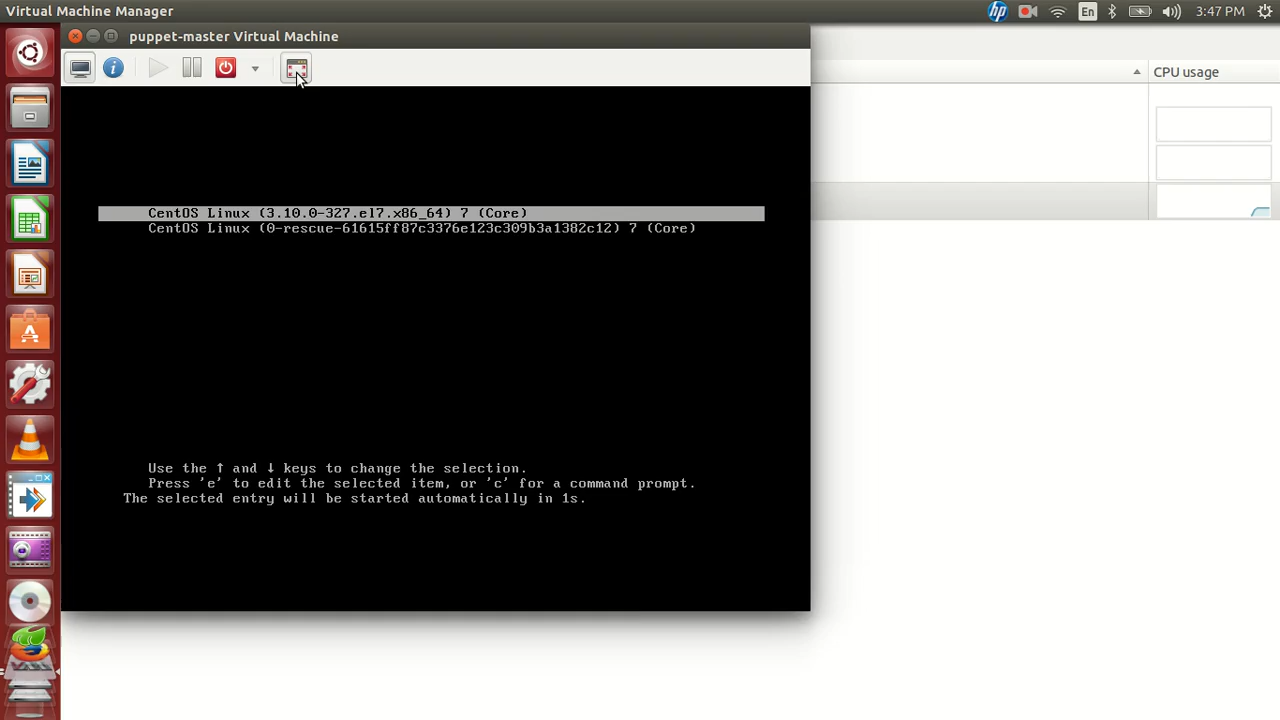 Virtual Machine Manager
En
3:47 PM
puppet-master Virtual Machine
CPU usage
CentOS Linux (3.10.0-327.el7.x86_64) 7 (Core)
CentOS Linux (0-rescue-61615ff87c3376e123c309b3a1382c12) 7 (Core)
Use the ↑ and ↓ keys to change the selection.
Press 'e' to edit the selected item, or 'c' for a command prompt.
The selected entry will be started automatically in 1s.